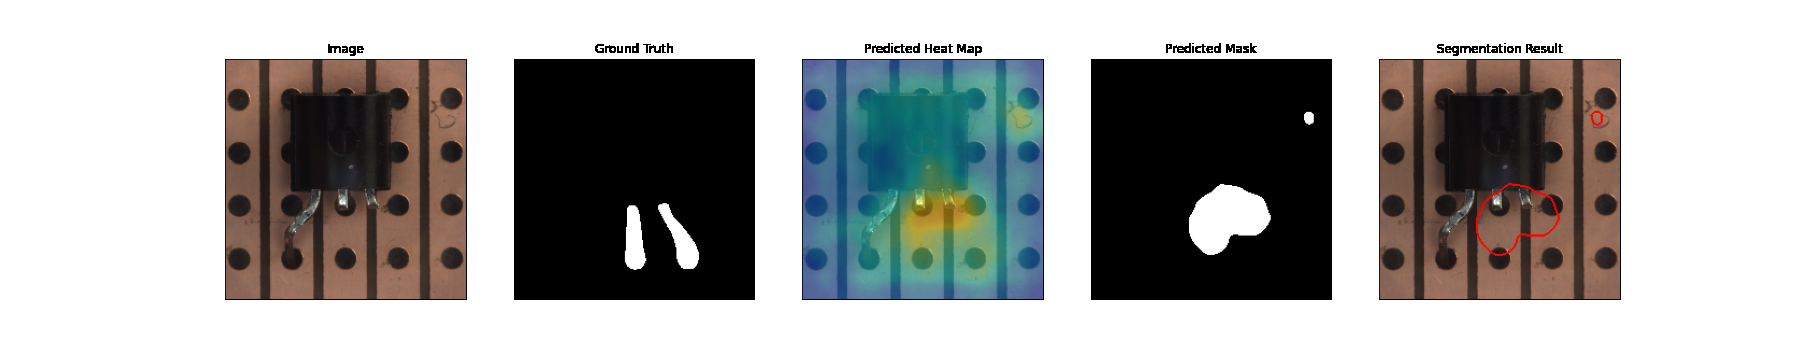 Image
Ground Truth
Predicted Heat Map
Predicted Mask
Segmentation Result